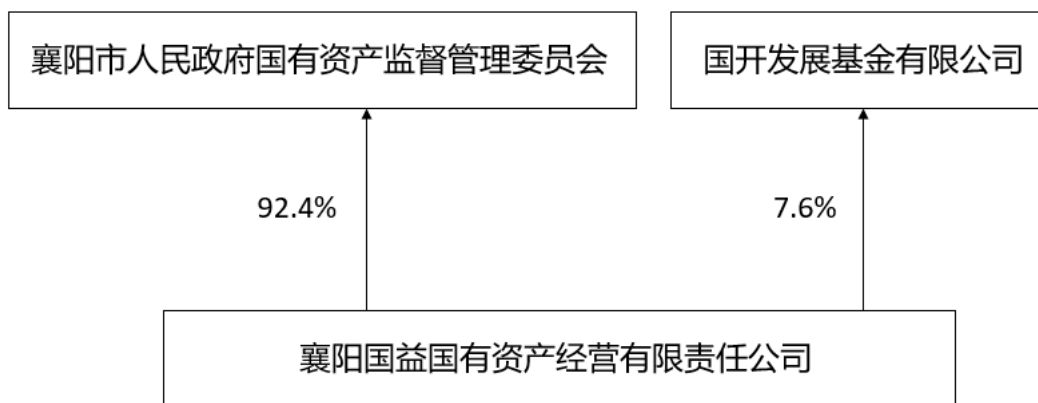 襄阳市人民政府国有资产监督管理委员会
国开发展基金有限公司
92.4%
7.6%
襄阳国益国有资产经营有限责任公司